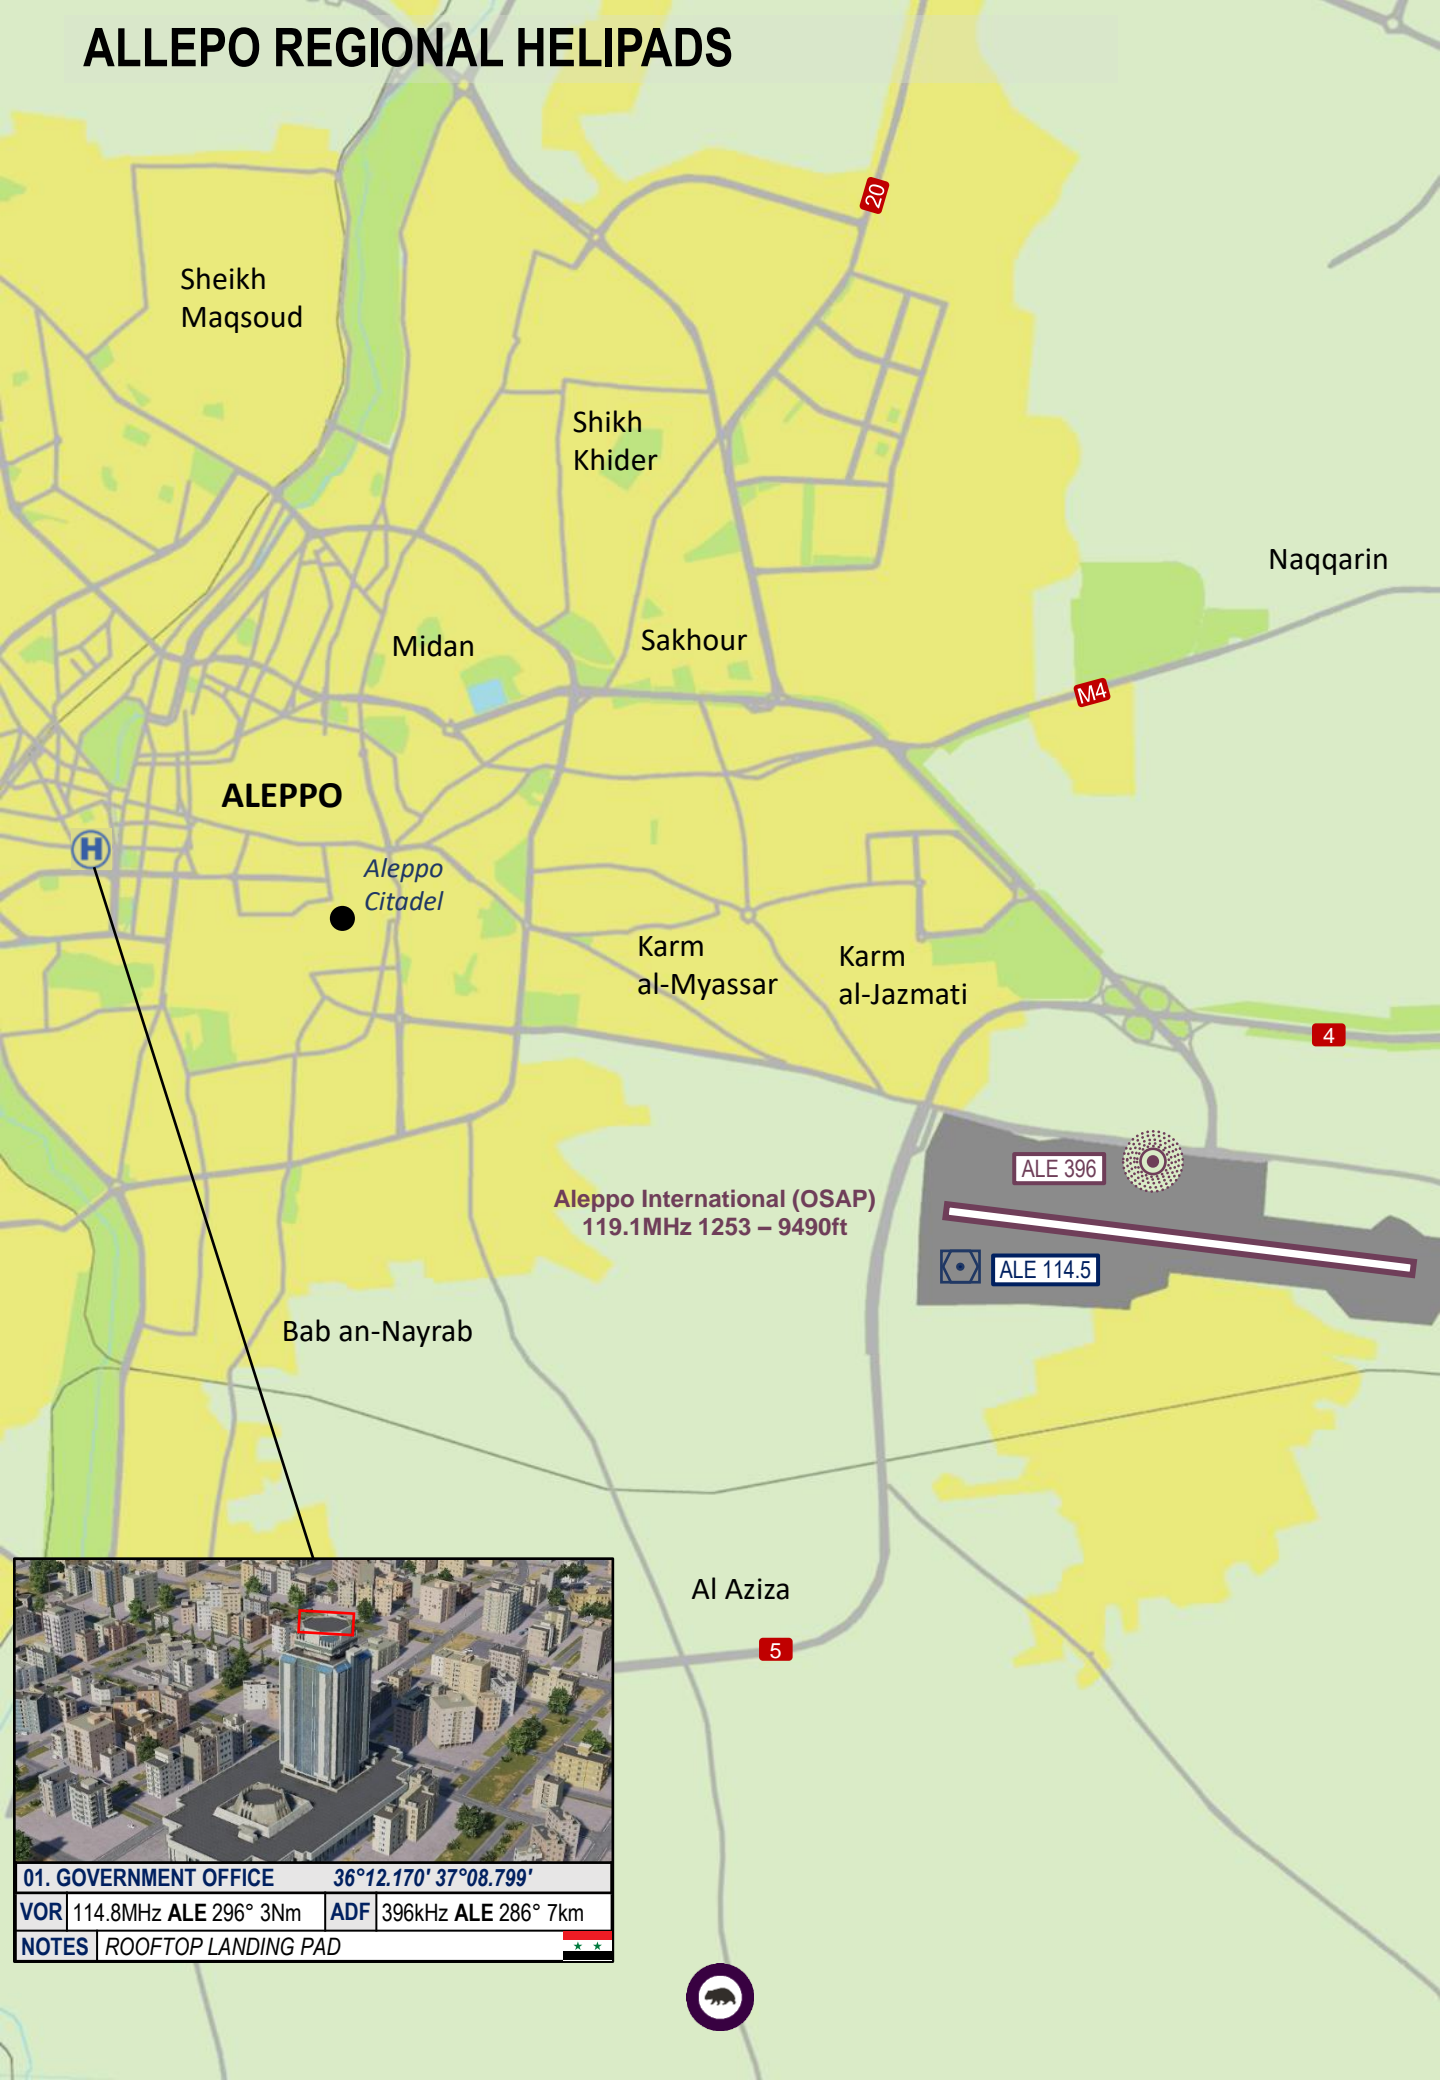 ALLEPO REGIONAL HELIPADS
20
Sheikh
Maqsoud
Shikh
Khider
Naqqarin
Midan
Sakhour
M4
ALEPPO
H
Aleppo
Citadel
Karm
al-Myassar
Karm
al-Jazmati
4
ALE 396
Aleppo International (OSAP)
119.1MHz 1253 – 9490ft
ALE 114.5
Bab an-Nayrab
Al Aziza
5
01. GOVERNMENT OFFICE 36°12.170' 37°08.799'
VOR 114.8MHz ALE 296° 3Nm ADF 396kHz ALE 286° 7km
NOTES ROOFTOP LANDING PAD